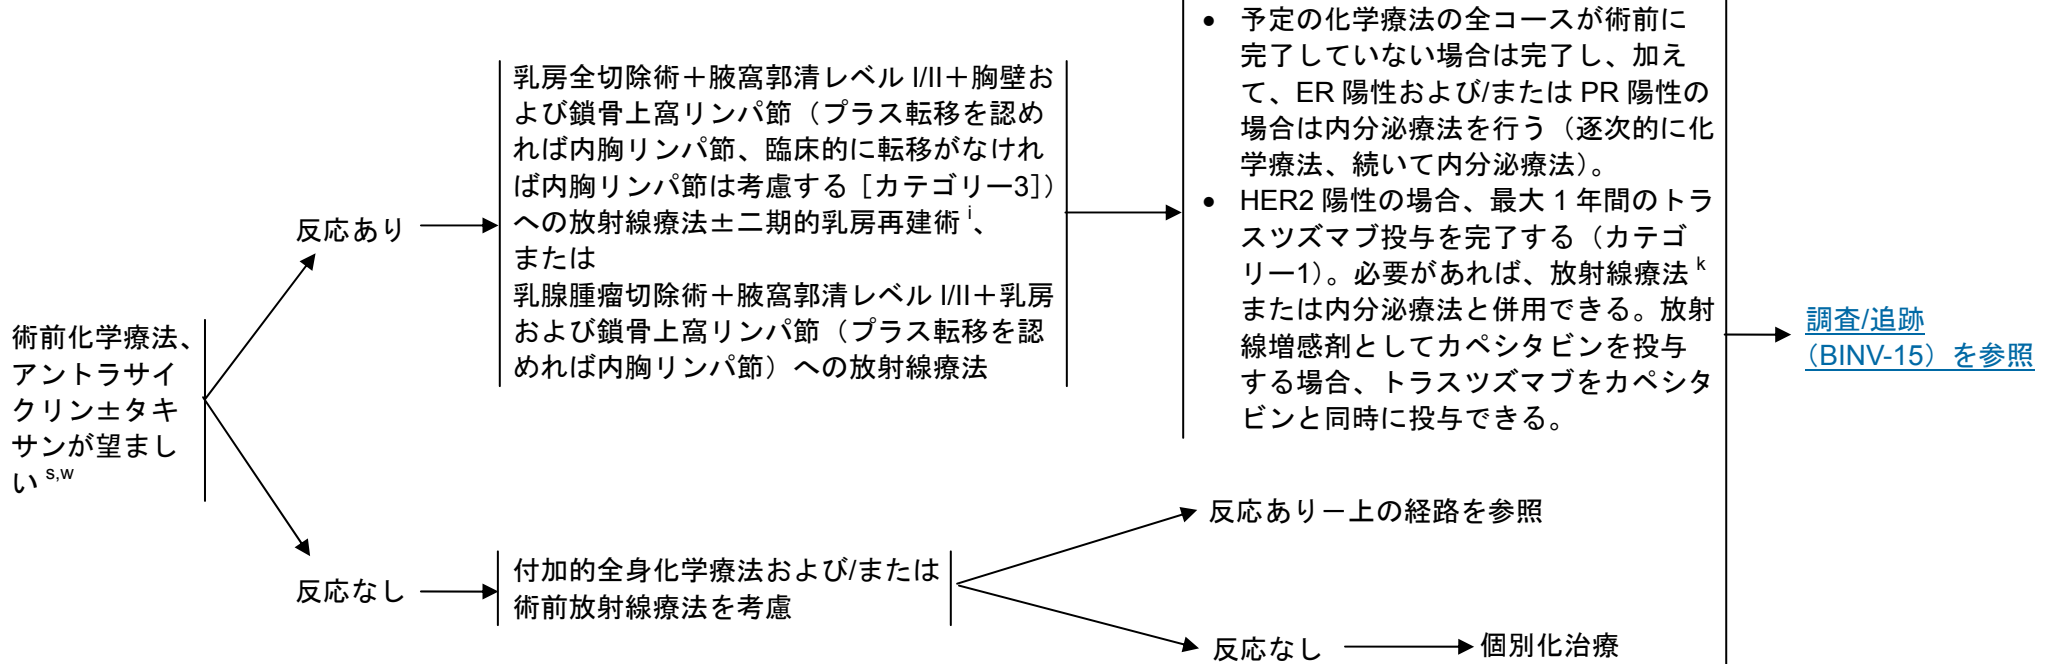 術前化学療法、
アントラサイ
クリン±タキ
サンが望まし
い s,w
反応あり
乳房全切除術＋腋窩郭清レベル I/II＋胸壁お
よび鎖骨上窩リンパ節（プラス転移を認め
れば内胸リンパ節、臨床的に転移がなけれ
ば内胸リンパ節は考慮する［カテゴリー3］）
への放射線療法±二期的乳房再建術 i、
または
乳腺腫瘤切除術＋腋窩郭清レベル I/II＋乳房
および鎖骨上窩リンパ節（プラス転移を認
めれば内胸リンパ節）への放射線療法
• 予定の化学療法の全コースが術前に
完了していない場合は完了し、加え
て、ER 陽性および/または PR 陽性の
場合は内分泌療法を行う（逐次的に化
学療法、続いて内分泌療法）。
• HER2 陽性の場合、最大 1 年間のトラ
スツズマブ投与を完了する（カテゴ
リー1）。必要があれば、放射線療法 k
または内分泌療法と併用できる。放射
線増感剤としてカペシタビンを投与
する場合、トラスツズマブをカペシタ
ビンと同時に投与できる。
調査/追跡
（BINV-15）を参照
反応なし
付加的全身化学療法および/または
術前放射線療法を考慮
反応あり－上の経路を参照
反応なし
個別化治療